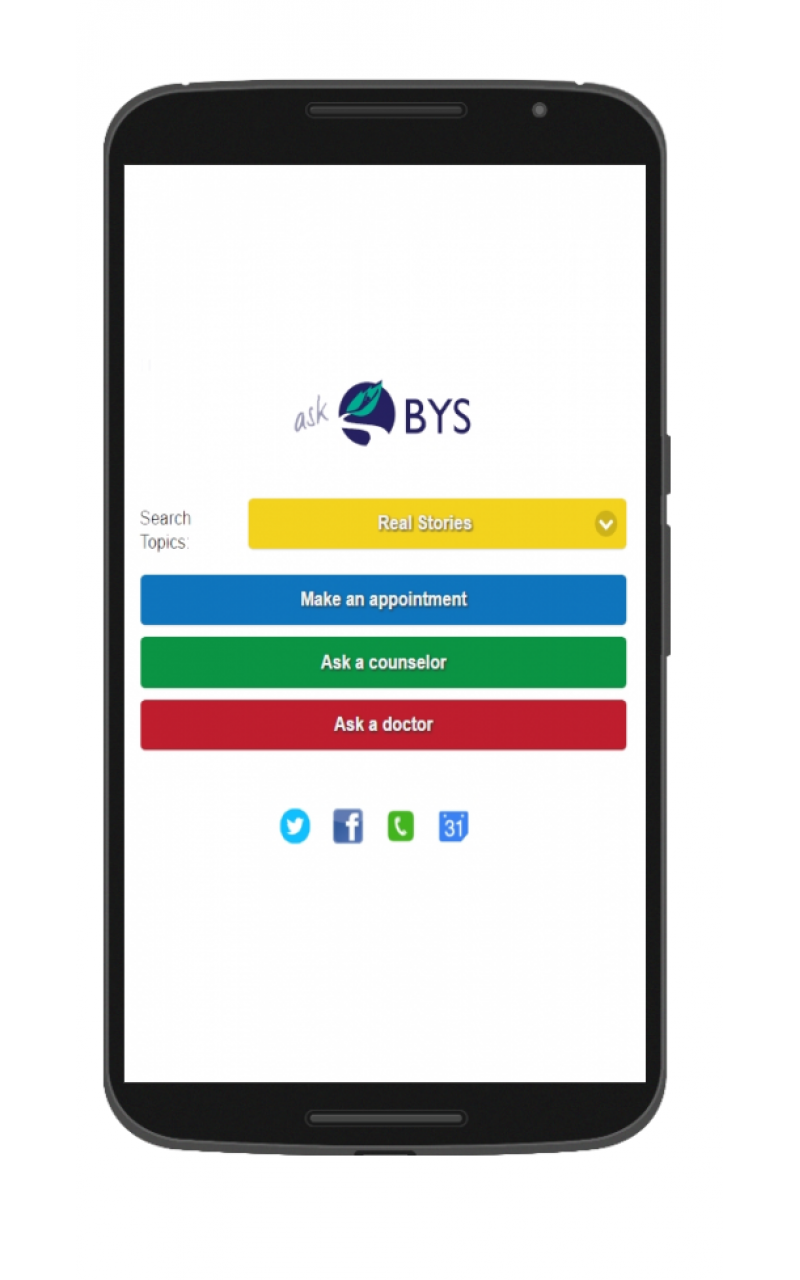 ask BYS
Search
Topics:
Real Stories
Make an appointment
Ask a counselor
Ask a doctor
f
31